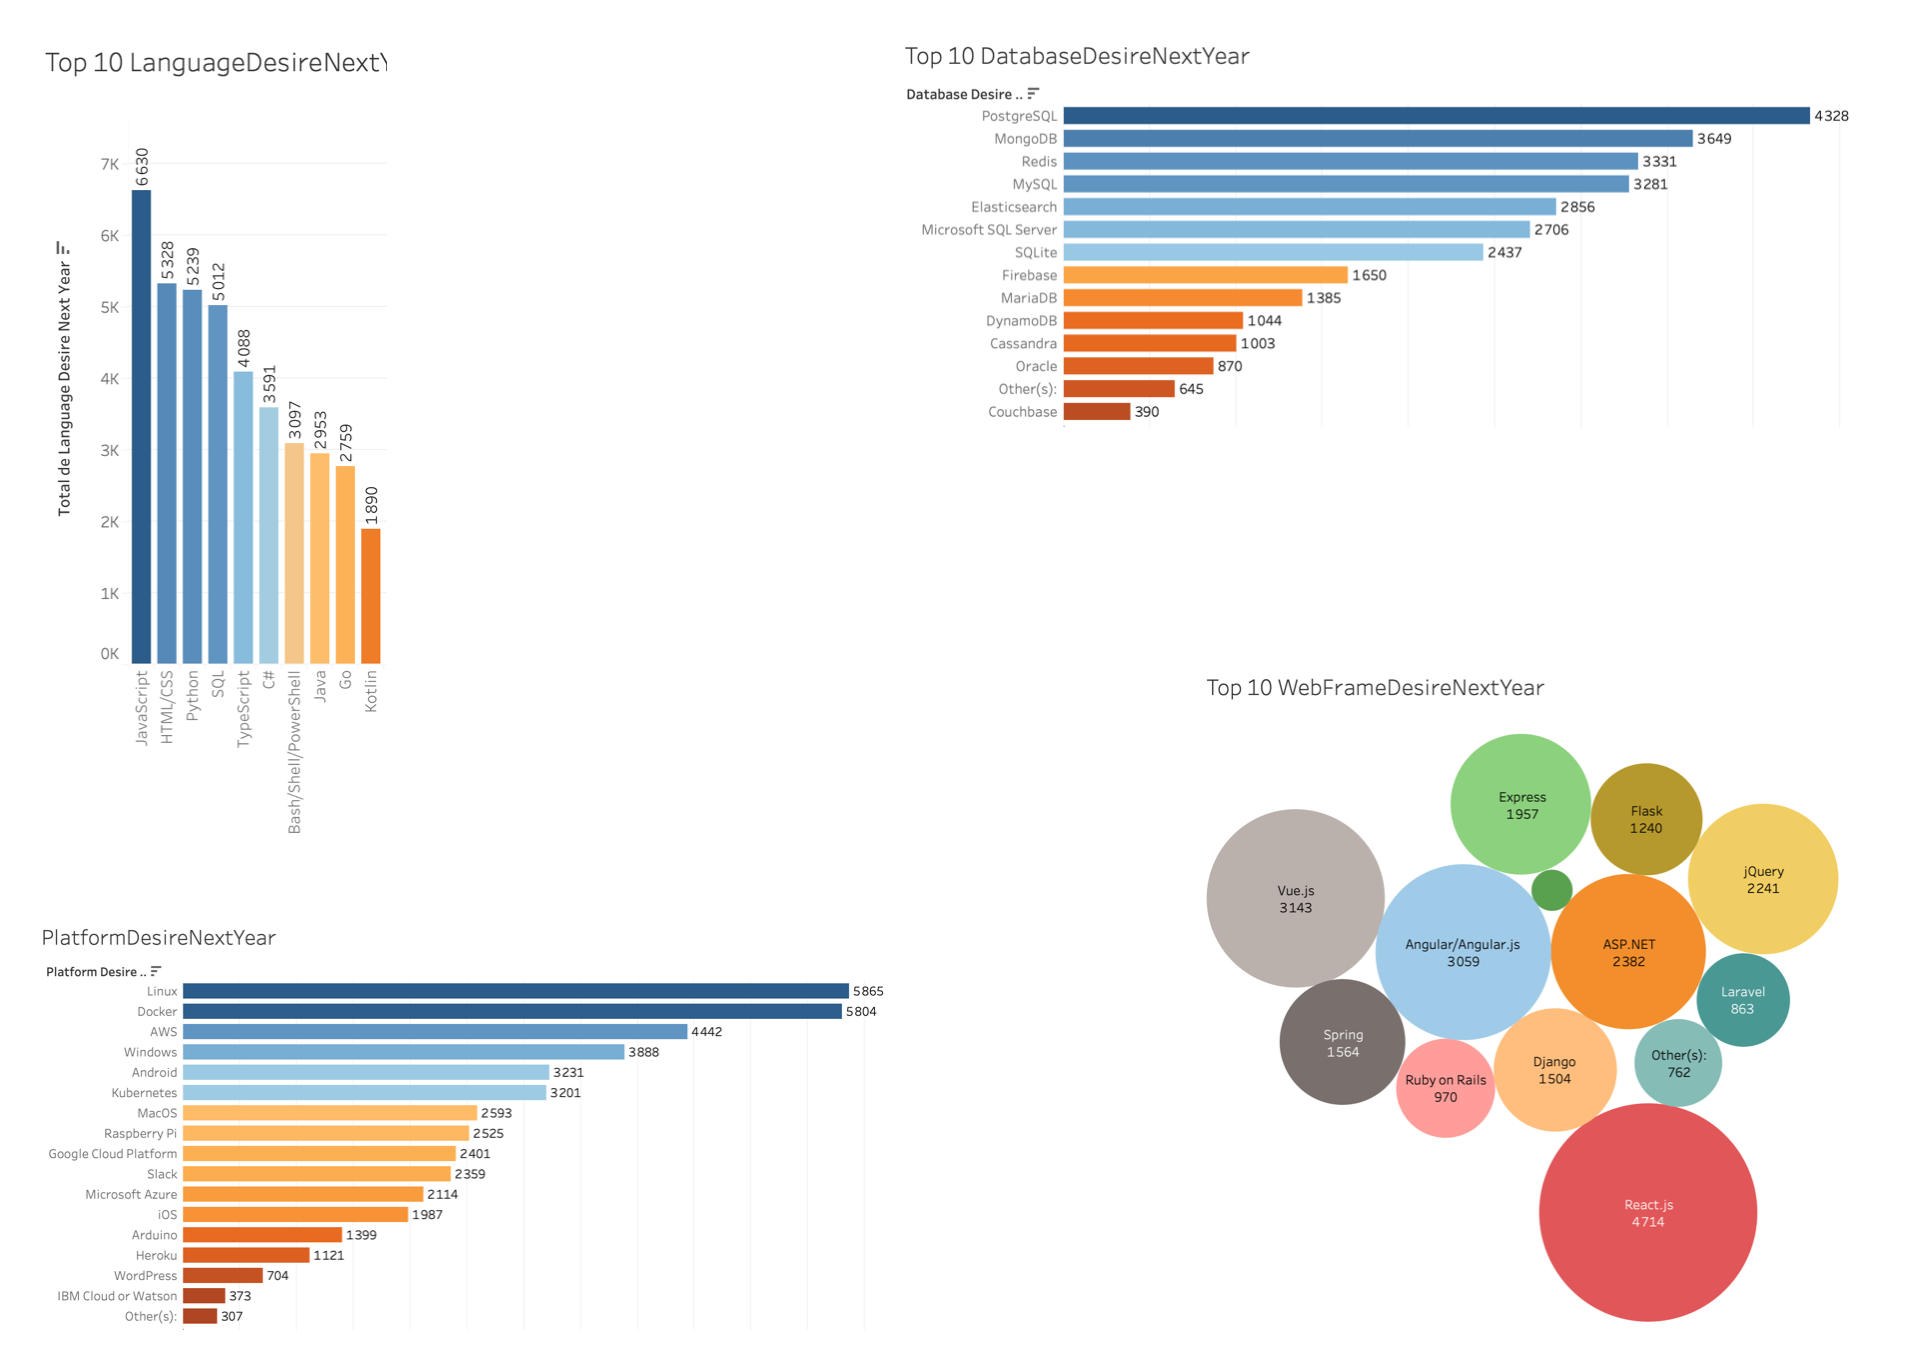 Top 10 LanguageDesireNextY
Total de Language Desire Next Year
7K
6K
5K
4K
3K
2K
1K
0K
6630
5328
5239
5012
4088
3591
3097
2953
2759
1890
JavaScript
HTML/CSS
Python
SQL
TypeScript
C#
Bash/Shell/PowerShell
Java
Go
Kotlin
Top 10 DatabaseDesireNextYear
Database Desire ..
PostgreSQL 4328
MongoDB 3649
Redis 3331
MySQL 3281
Elasticsearch 2856
Microsoft SQL Server 2706
SQLite 2437
Firebase 1650
MariaDB 1385
DynamoDB 1044
Cassandra 1003
Oracle 870
Other(s): 645
Couchbase 390
PlatformDesireNextYear
Platform Desire ..
Linux 5865
Docker 5804
AWS 4442
Windows 3888
Android 3231
Kubernetes 3201
MacOS 2593
Raspberry Pi 2525
Google Cloud Platform 2401
Slack 2359
Microsoft Azure 2114
iOS 1987
Arduino 1399
Heroku 1121
WordPress 704
IBM Cloud or Watson 373
Other(s): 307
Top 10 WebFrameDesireNextYear
Express
1957
Flask
1240
jQuery
2241
Vue.js
3143
Angular/Angular.js
3059
ASP.NET
2382
Laravel
863
Spring
1564
Ruby on Rails
970
Django
1504
Other(s):
762
React.js
4714